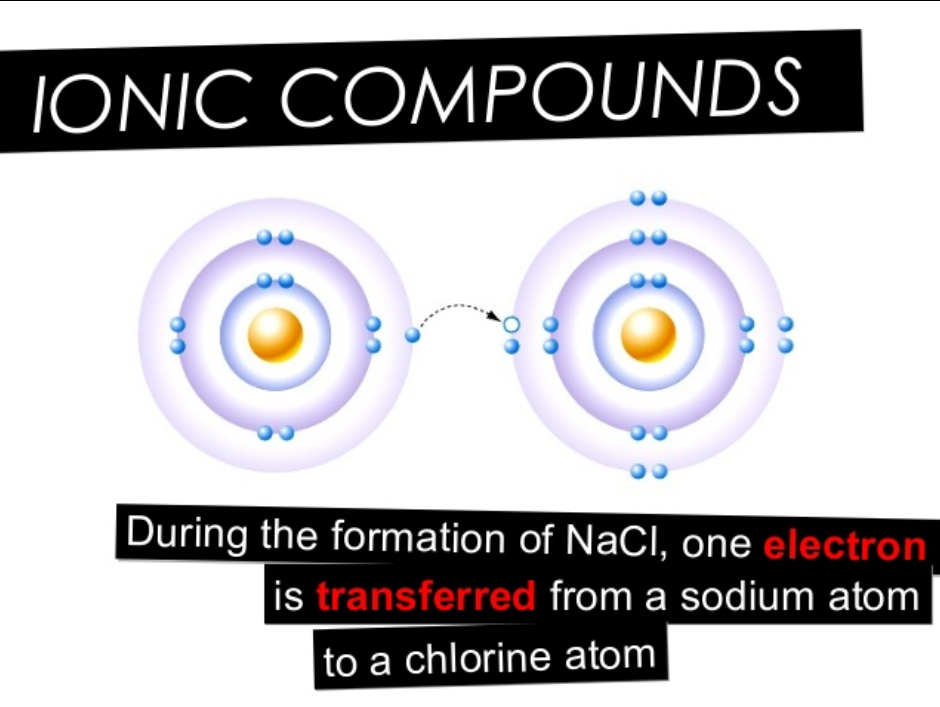 IONIC COMPOUNDS
During the formation of NaCl, one electron
is transferred from a sodium atom
to a chlorine atom